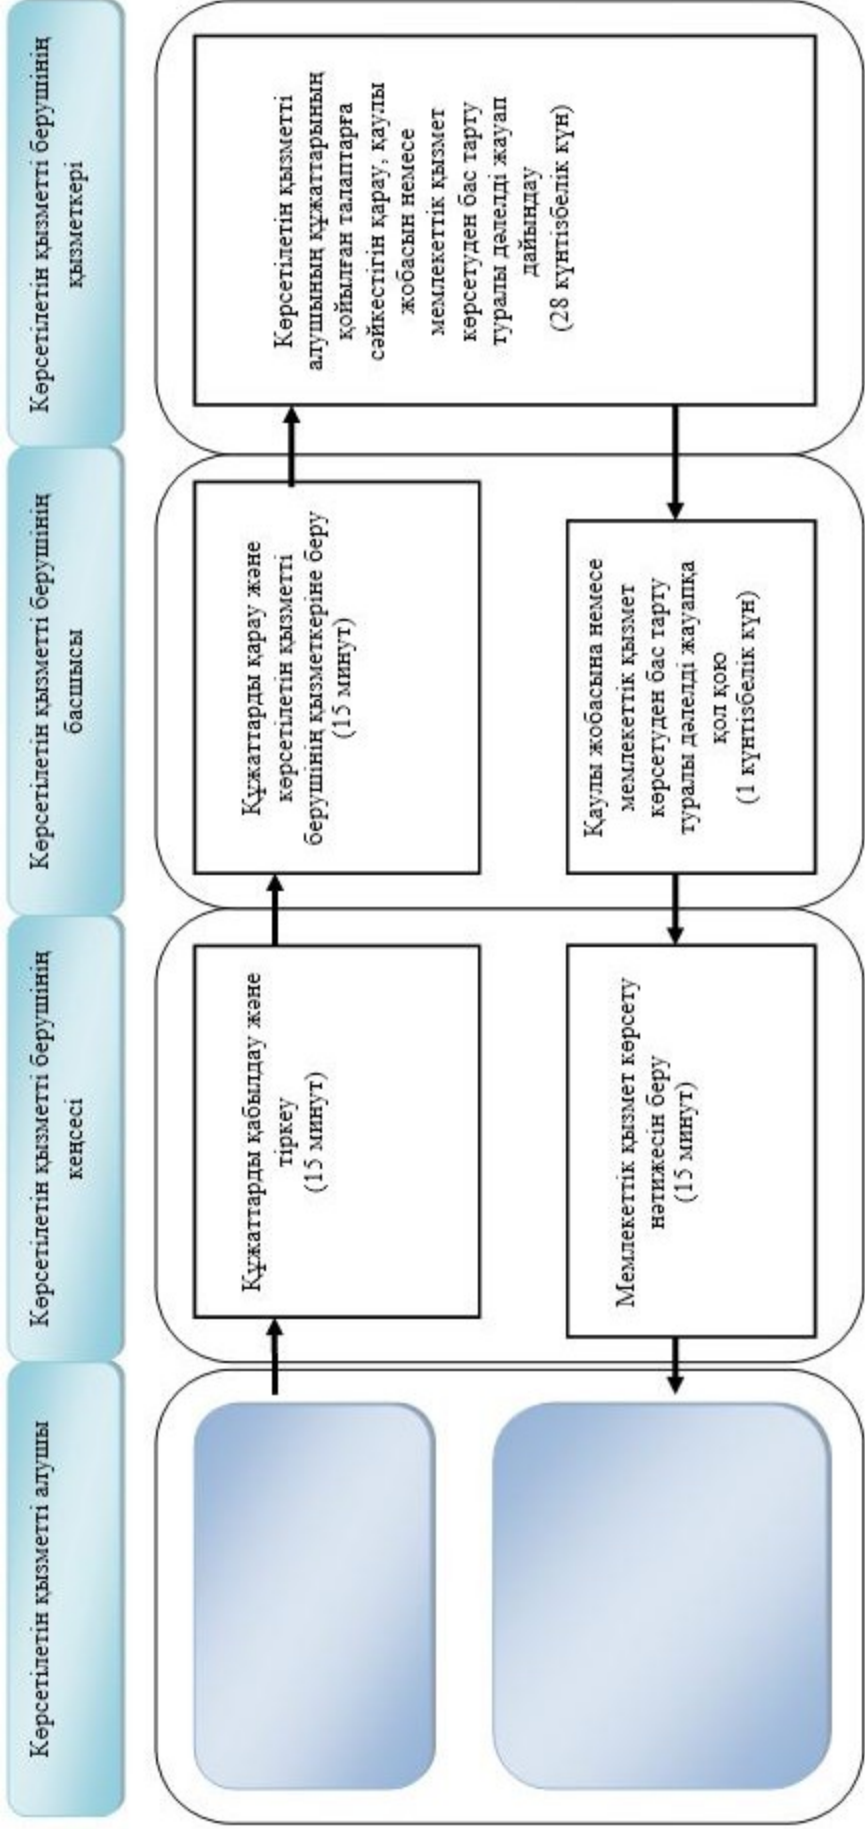 Көрсетілетін қызметті алушы
Көрсетілетін қызметті берушінің
кеңсесі
Көрсетілетін қызметті берушінің
басшысы
Көрсетілетін қызметті берушінің
қызметкері
Құжаттарды қабылдау және
тіркеу
(15 минут)
Құжаттарды қарау және
көрсетілетін қызметті
берушінің қызметкеріне беру
(15 минут)
Көрсетілетін қызметті
алушының құжаттарының
қойылған талаптарға
сәйкестігін қарау, қаулы
жобасын немесе
мемлекеттік қызмет
көрсетуден бас тарту
туралы дәлелді жауап
дайындау
(28 күнтізбелік күн)
Қаулы жобасына немесе
мемлекеттік қызмет
көрсетуден бас тарту
туралы дәлелді жауапқа
қол қою
(1 күнтізбелік күн)
Мемлекеттік қызмет көрсету
нәтижесін беру
(15 минут)